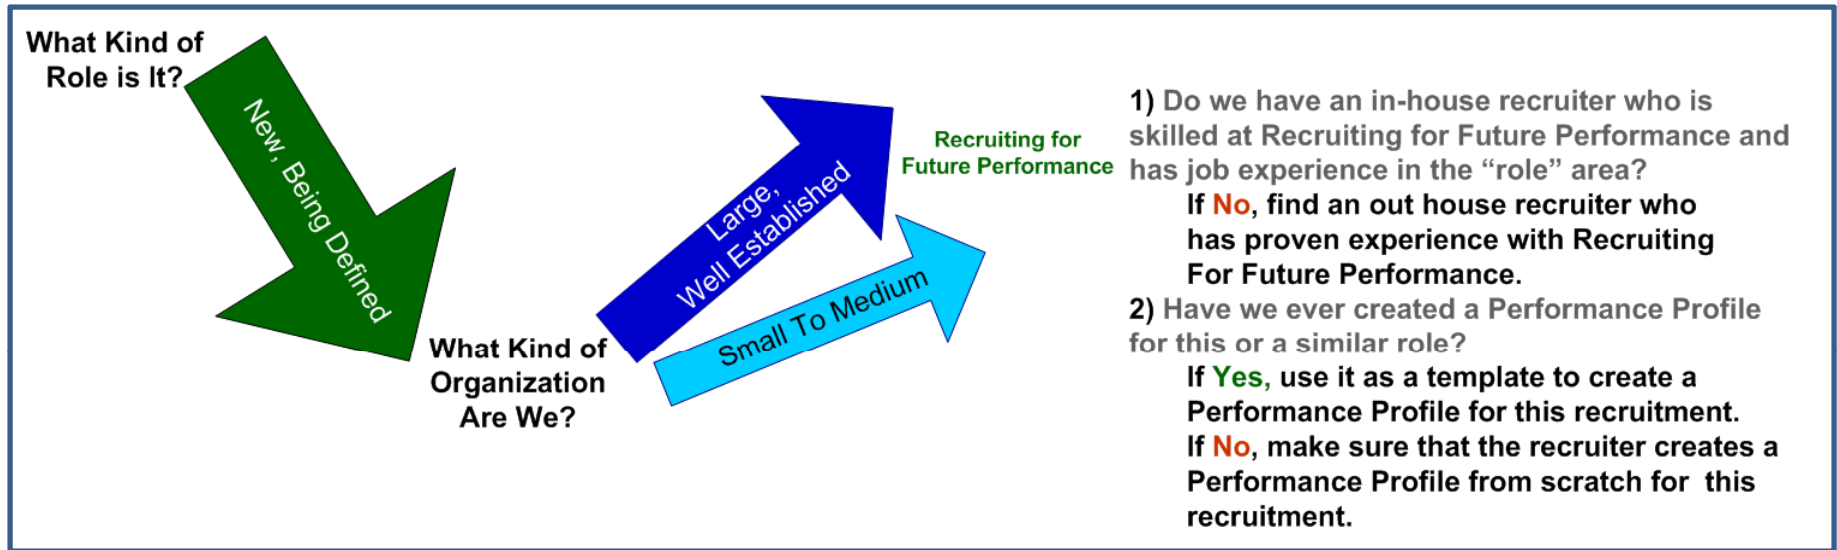 What Kind of
Role is It?
New, Being Defined
What Kind of
Organization
Are We?
Large,
Well Established
Small To Medium
Recruiting for
Future Performance
1) Do we have an in-house recruiter who is
skilled at Recruiting for Future Performance and
has job experience in the “role” area?
If No, find an out house recruiter who
has proven experience with Recruiting
For Future Performance.
2) Have we ever created a Performance Profile
for this or a similar role?
If Yes, use it as a template to create a
Performance Profile for this recruitment.
If No, make sure that the recruiter creates a
Performance Profile from scratch for this
recruitment.